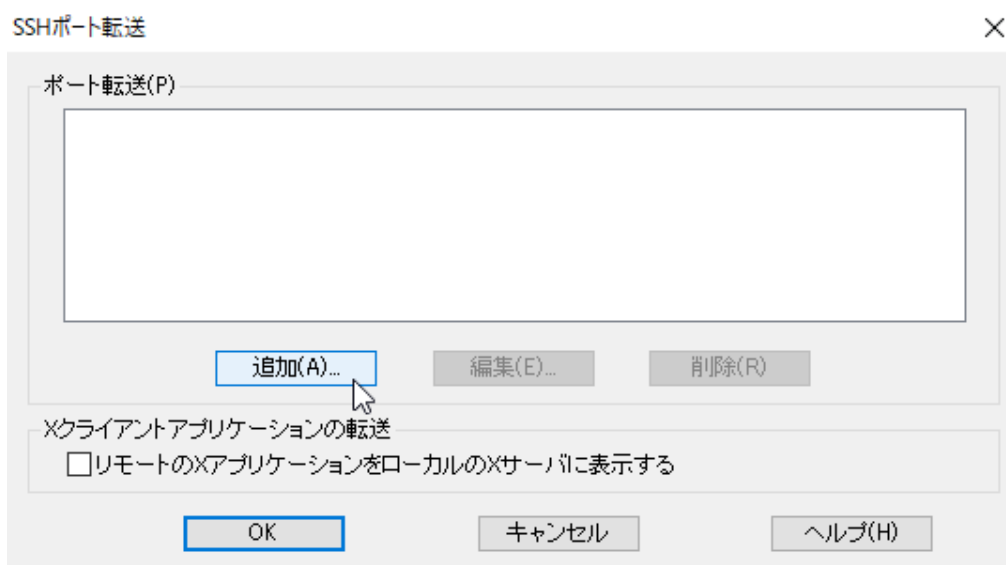 SSHポート転送
ポート転送(P)
追加(A)...
編集(E)...
削除(R)
Xクライアントアプリケーションの転送
リモートのXアプリケーションをローカルのXサーバに表示する
OK
キャンセル
ヘルプ(H)